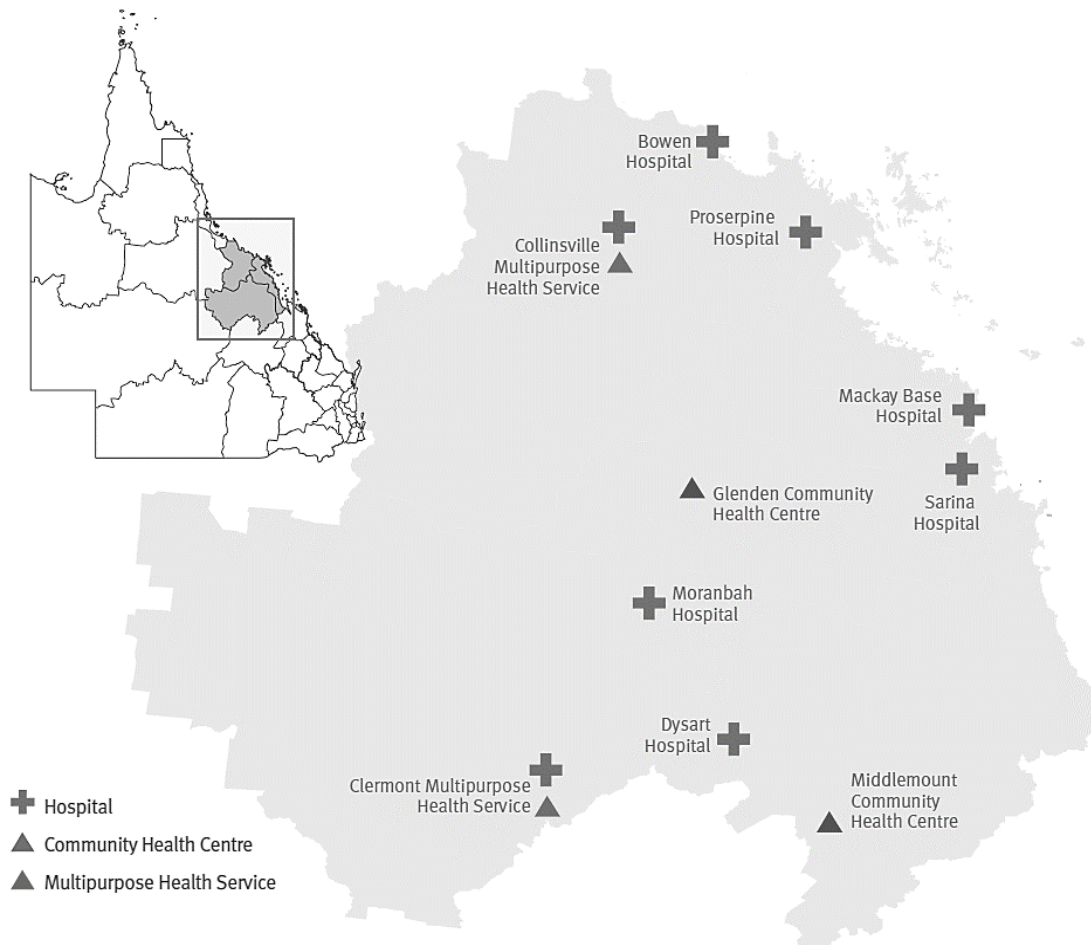 Bowen
Hospital
Proserpine
Hospital
Collinsville
Multipurpose
Health Service
Mackay Base
Hospital
Glenden Community
Health Centre
Sarina
Hospital
Moranbah
Hospital
Dysart
Hospital
Clermont Multipurpose
Health Service
Middlemount
Community
Health Centre
Hospital
Community Health Centre
Multipurpose Health Service